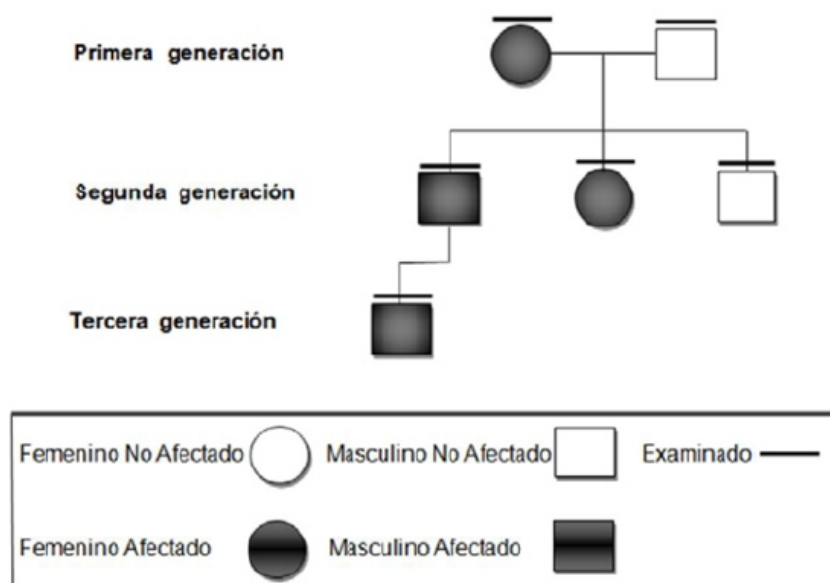 Primera generación
Segunda generación
Tercera generación
Femenino No Afectado
Masculino No Afectado
Examinado
Femenino Afectado
Masculino Afectado